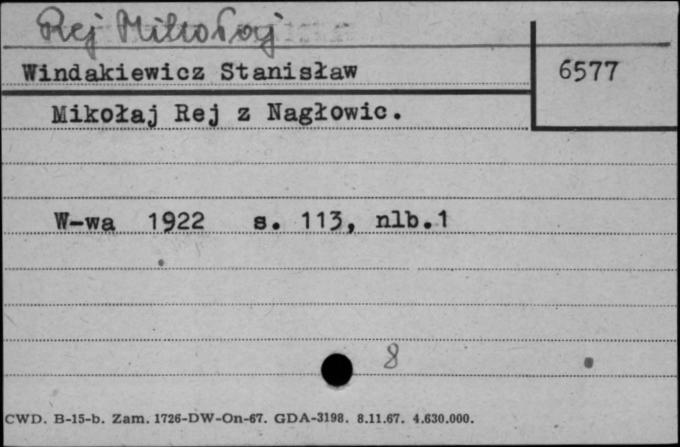 Rej Mikołaj
Windakiewicz Stanisław
6577
Mikołaj Rej z Nagłowic.
W-wa 1922 s. 113, nlb.1
8
CWD. B-15-b. Zam. 1726-DW-On-67. GDA-3198. 8.11.67. 4.630.000.